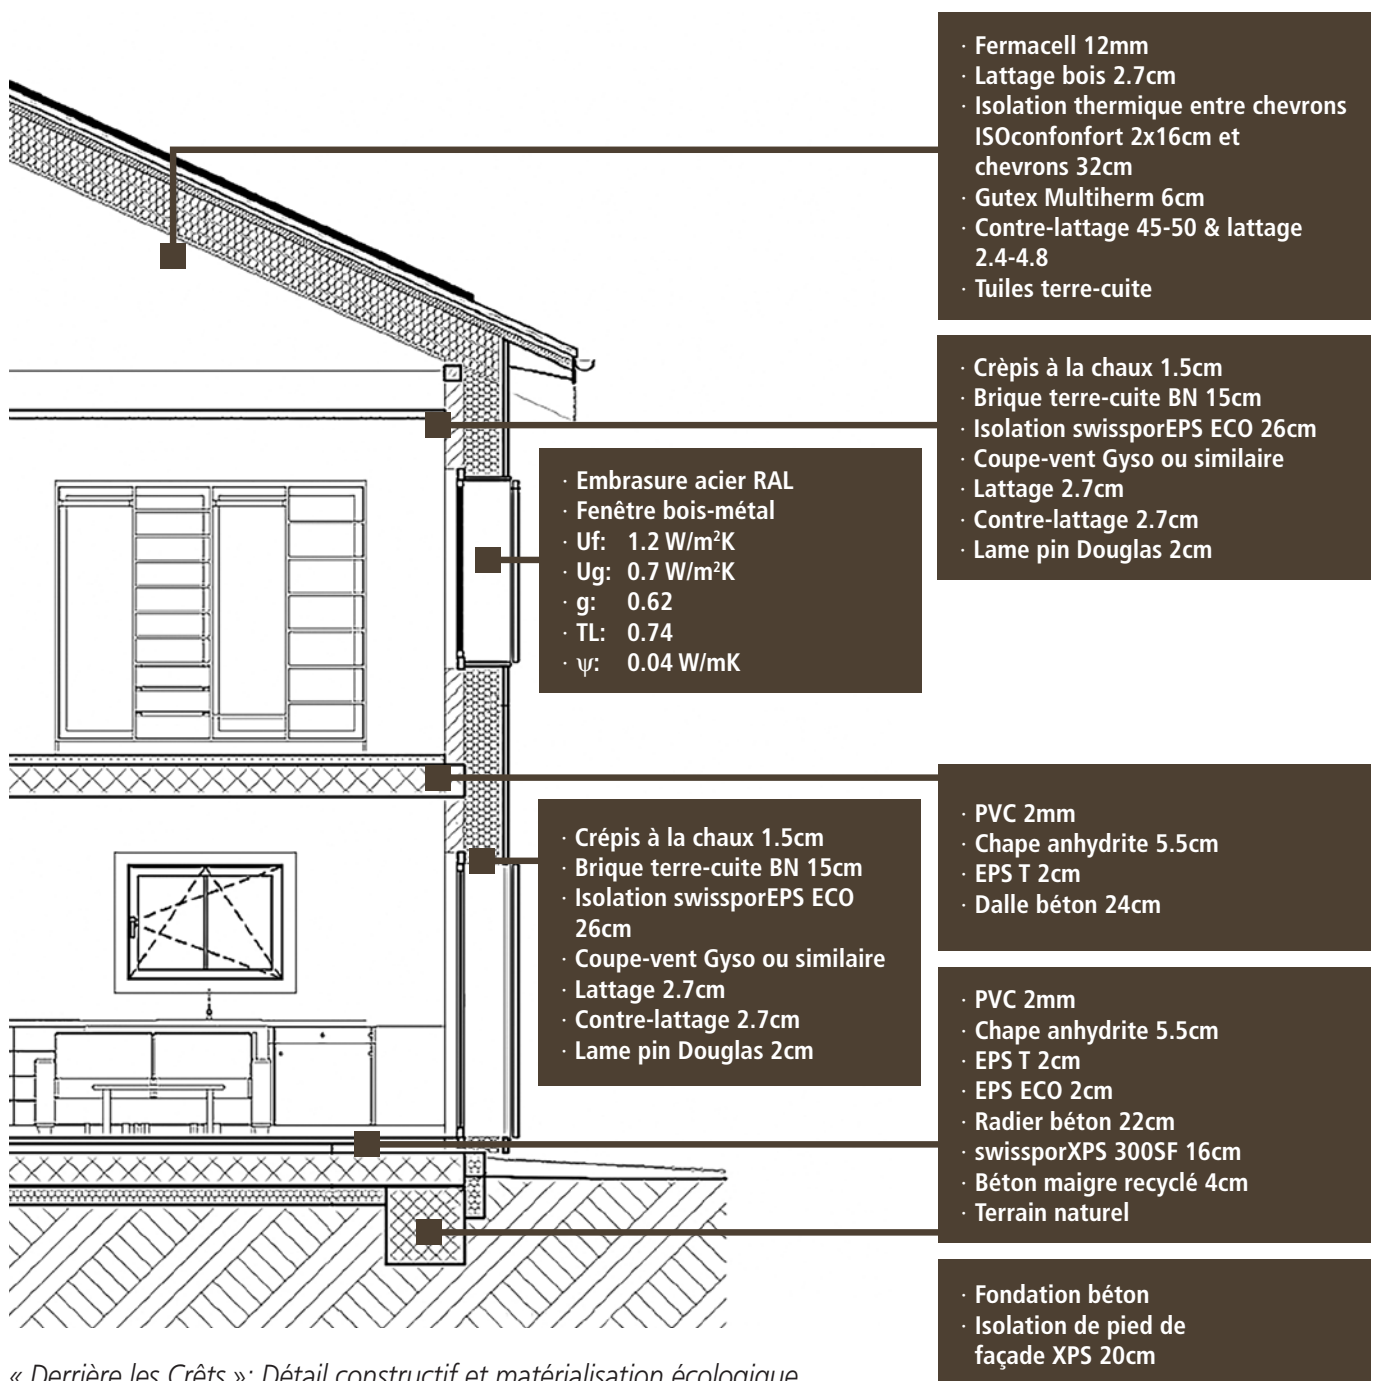 · Fermacell 12mm
· Lattage bois 2.7cm
· Isolation thermique entre chevrons
ISOconfonfort 2x16cm et
chevrons 32cm
· Gutex Multiherm 6cm
· Contre-lattage 45-50 & lattage
2.4-4.8
· Tuiles terre-cuite
· Crèpis à la chaux 1.5cm
· Brique terre-cuite BN 15cm
· Isolation swissporEPS ECO 26cm
· Coupe-vent Gyso ou similaire
· Lattage 2.7cm
· Contre-lattage 2.7cm
· Lame pin Douglas 2cm
· Embrasure acier RAL
· Fenêtre bois-métal
· Uf: 1.2 W/m²K
· Ug: 0.7 W/m²K
· g: 0.62
· TL: 0.74
· ψ: 0.04 W/mK
· PVC 2mm
· Chape anhydrite 5.5cm
· EPS T 2cm
· Dalle béton 24cm
· Crépis à la chaux 1.5cm
· Brique terre-cuite BN 15cm
· Isolation swissporEPS ECO
26cm
· Coupe-vent Gyso ou similaire
· Lattage 2.7cm
· Contre-lattage 2.7cm
· Lame pin Douglas 2cm
· PVC 2mm
· Chape anhydrite 5.5cm
· EPS T 2cm
· EPS ECO 2cm
· Radier béton 22cm
· swissporXPS 300SF 16cm
· Béton maigre recyclé 4cm
· Terrain naturel
· Fondation béton
· Isolation de pied de
façade XPS 20cm
« Derrière les Crêts »: Détail constructif et matérialisation écologique